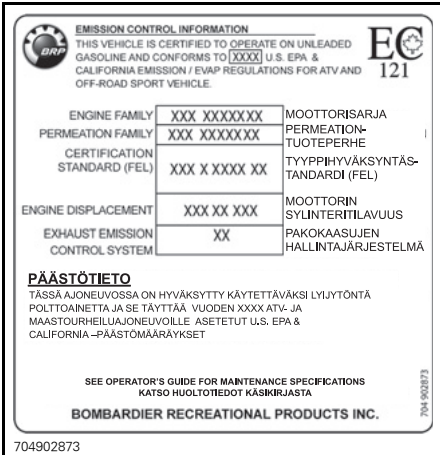 EMISSION CONTROL INFORMATION
THIS VEHICLE IS CERTIFIED TO OPERATE ON UNLEADED
GASOLINE AND CONFORMS TO XXXX U.S. EPA &
CALIFORNIA EMISSION / EVAP REGULATIONS FOR ATV AND
OFF-ROAD SPORT VEHICLE.
brp
EC
121
ENGINE FAMILY XXX XXXXXXX MOOTTORISARJA
PERMEATION FAMILY XXX XXXXXXX PERMEATION-
TUOTEPERHE
CERTIFICATION
STANDARD (FEL) XXX X XXXX XX TYYPPIHYVÄKSYNTÄS-
TANDARDI (FEL)
ENGINE DISPLACEMENT XXX XX XXX MOOTTORIN
SYLINTERITILAVUUS
EXHAUST EMISSION XX PAKOKAASUJEN
CONTROL SYSTEM HALLINTAJÄRJESTELMÄ
PÄÄSTÖTIETO
TÄSSÄ AJONEUVOSSA ON HYVÄKSYTTY KÄYTETTÄVÄKSI LYIJYTÖNTÄ
POLTTOAINETTA JA SE TÄYTTÄÄ VUODEN XXXX ATV- JA
MAASTOURHEILUAJONEUVOILLE ASETETUT U.S. EPA &
CALIFORNIA –PÄÄSTÖMÄÄRÄYKSET
SEE OPERATOR'S GUIDE FOR MAINTENANCE SPECIFICATIONS
KATSO HUOLTOTIEDOT KÄSIKIRJASTA
BOMBARDIER RECREATIONAL PRODUCTS INC.
704 902873
704902873